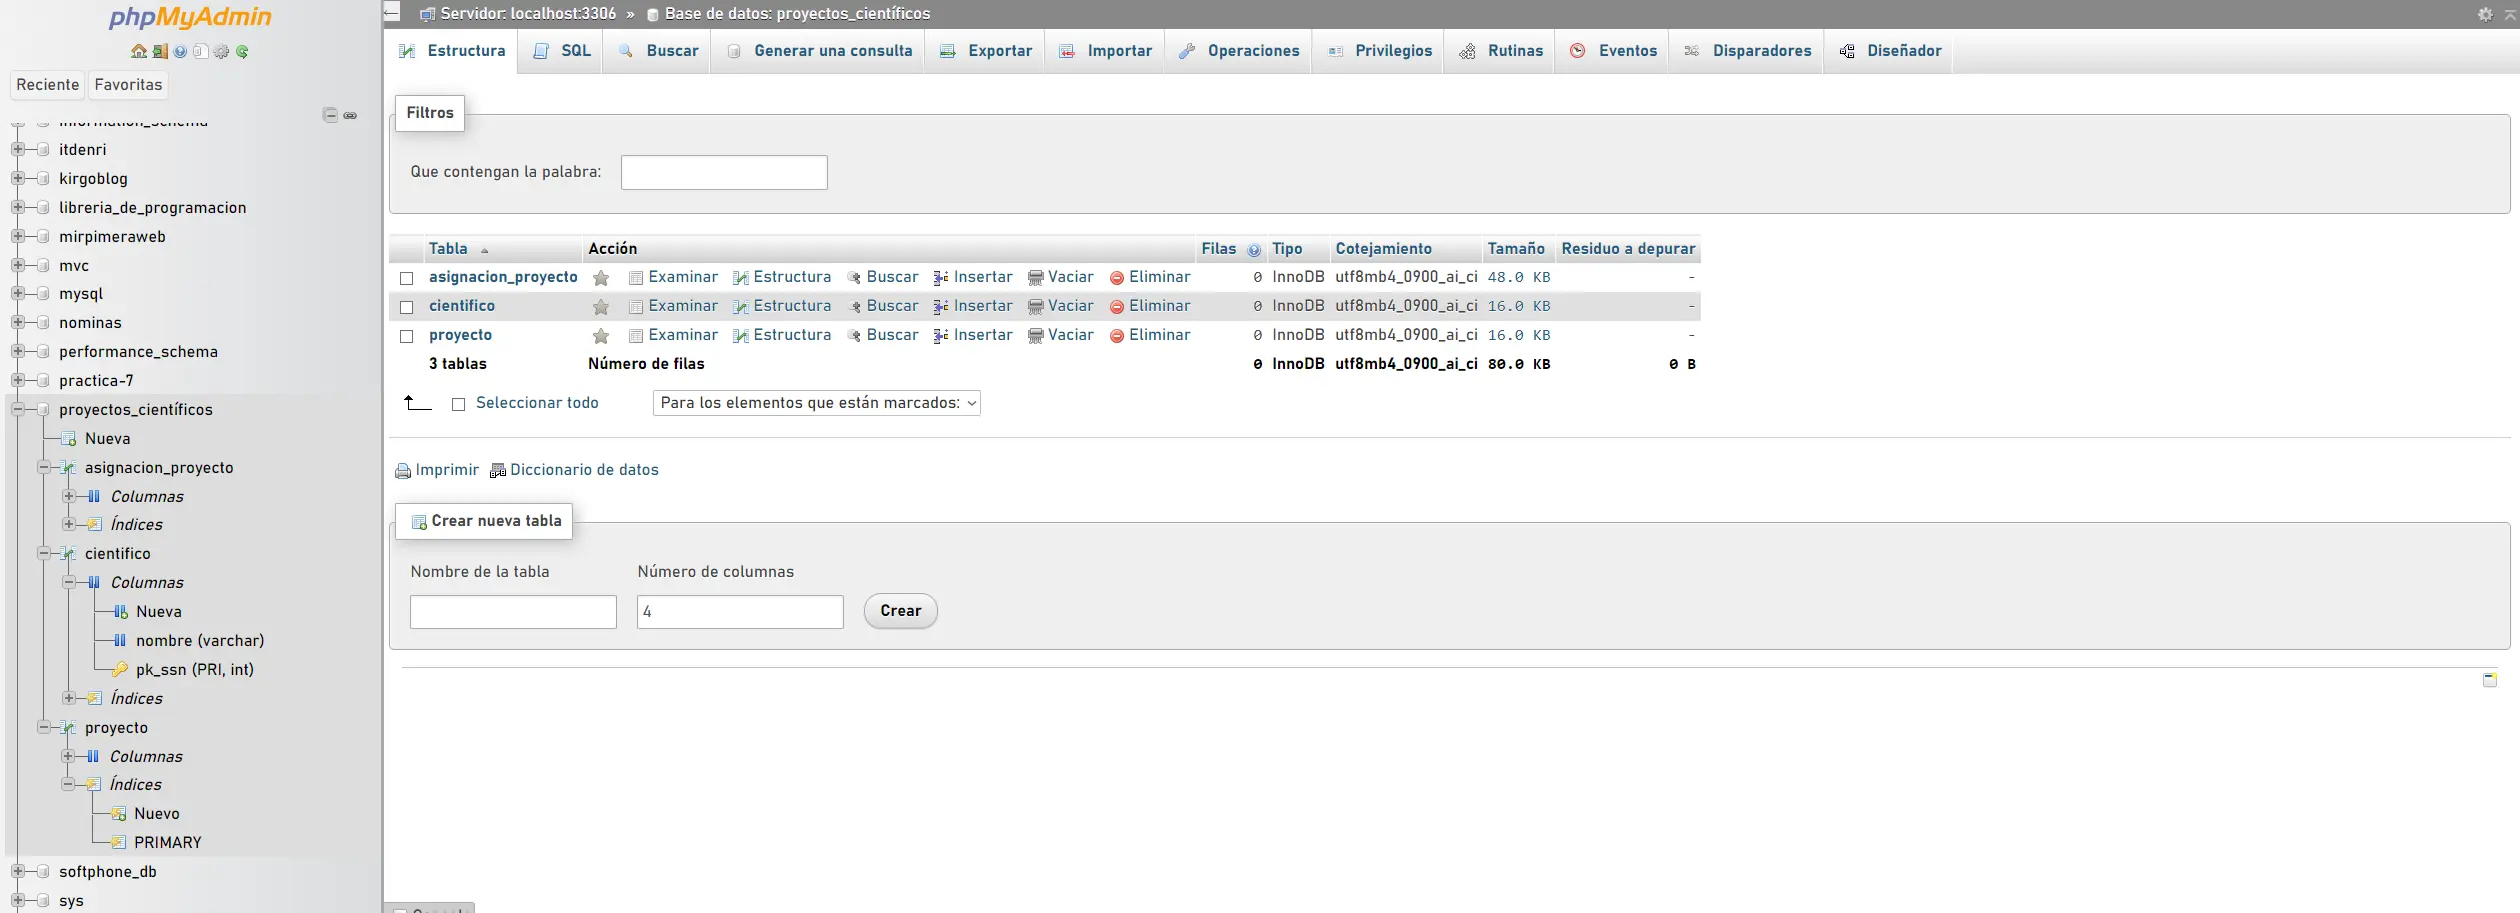 phpMyAdmin
Reciente Favoritas
information_schema
itdenri
kirgoblog
libreria_de_programacion
mirpimeraweb
mvc
mysql
nominas
performance_schema
practica-7
proyectos_científicos
Nueva
asignacion_proyecto
Columnas
Índices
cientifico
Columnas
Nueva
nombre (varchar)
pk_ssn (PRI, int)
Índices
proyecto
Columnas
Índices
Nuevo
PRIMARY
softphone_db
sys
Servidor: localhost:3306 » Base de datos: proyectos_científicos
Estructura SQL Buscar Generar una consulta Exportar Importar Operaciones Privilegios Rutinas Eventos Disparadores Diseñador
Filtros
Que contengan la palabra:
Tabla Acción Filas Tipo Cotejamiento Tamaño Residuo a depurar
asignacion_proyecto Examinar Estructura Buscar Insertar Vaciar Eliminar 0 InnoDB utf8mb4_0900_ai_ci 48.0 KB -
cientifico Examinar Estructura Buscar Insertar Vaciar Eliminar 0 InnoDB utf8mb4_0900_ai_ci 16.0 KB -
proyecto Examinar Estructura Buscar Insertar Vaciar Eliminar 0 InnoDB utf8mb4_0900_ai_ci 16.0 KB -
3 tablas Número de filas 0 InnoDB utf8mb4_0900_ai_ci 80.0 KB 0 B
Seleccionar todo Para los elementos que están marcados:
Imprimir Diccionario de datos
Crear nueva tabla
Nombre de la tabla Número de columnas
4 Crear